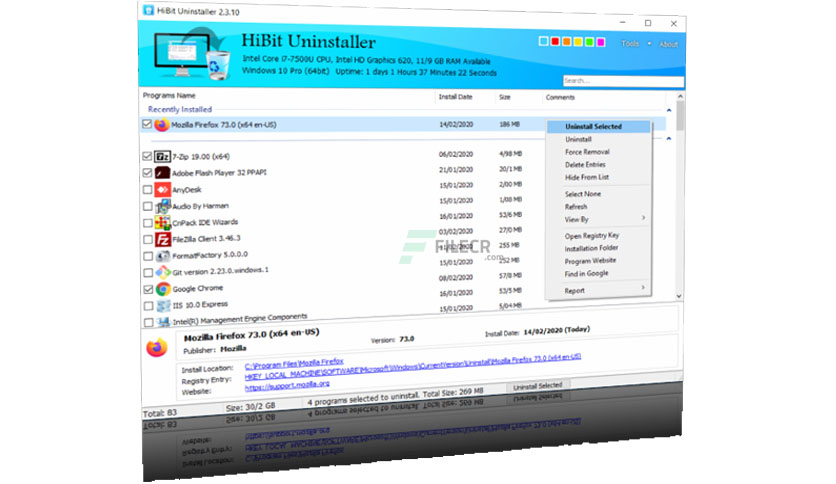 HiBit Uninstaller 2.3.10
HiBit Uninstaller
Intel Core i7-7500U CPU, Intel HD Graphics 620, 11/9 GB RAM Available
Windows 10 Pro (64bit) Uptime: 1 days 1 Hours 37 Minutes 22 Seconds
Tools About
Search...
Programs Name Install Date Size Comments
Recently Installed
Mozilla Firefox 73.0 (x64 en-US) 14/02/2020 186 MB
7-Zip 19.00 (x64) 06/02/2020 4/98 MB
Adobe Flash Player 32 PPAPI 21/01/2020 20/1 MB
AnyDesk 15/01/2020 2/00 MB
Audio By Harman 15/01/2020 1/08 MB
CnPack IDE Wizards 16/01/2020 53/6 MB
FileZilla Client 3.46.3 03/02/2020 27/0 MB
FormatFactory 5.0.0.0 11/02/2020 255 MB
Git version 2.23.0.windows.1 15/01/2020 252 MB
Google Chrome 08/02/2020 57/8 MB
IIS 10.0 Express 16/01/2020 53/5 MB
Intel(R) Management Engine Components 15/01/2020 5/04 MB
Uninstall Selected
Uninstall
Force Removal
Delete Entries
Hide From List
Select None
Refresh
View By
Open Registry Key
Installation Folder
Program Website
Find in Google
Report
FILECR
.com
Mozilla Firefox 73.0 (x64 en-US)
Publisher: Mozilla Version: 73.0 Install Date: 14/02/2020 (Today)
Install Location: C:\Program Files\Mozilla Firefox
Registry Entry: HKEY_LOCAL_MACHINE\SOFTWARE\Microsoft\Windows\CurrentVersion\Uninstall\Mozilla Firefox 73.0 (x64 en-US)
Website: https://support.mozilla.org
Total: 83 Size: 30/2 GB 4 programs selected to uninstall. Total Size: 269 MB Uninstall Selected